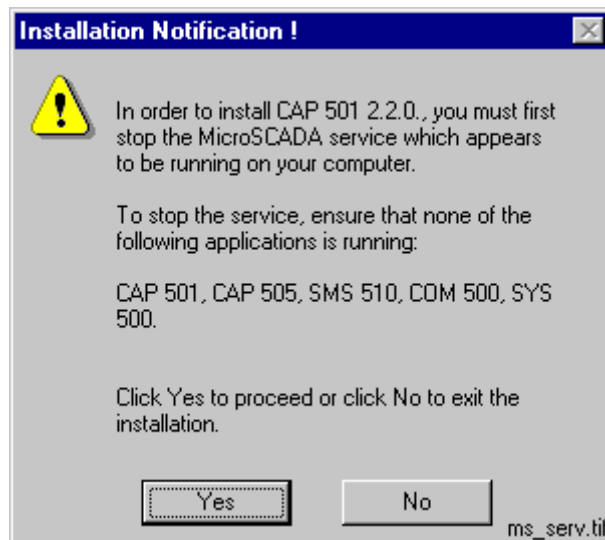 Installation Notification !
In order to install CAP 501 2.2.0., you must first
stop the MicroSCADA service which appears
to be running on your computer.
To stop the service, ensure that none of the
following applications is running:
CAP 501, CAP 505, SMS 510, COM 500, SYS
500.
Click Yes to proceed or click No to exit the
installation.
Yes No
ms_serv.tif